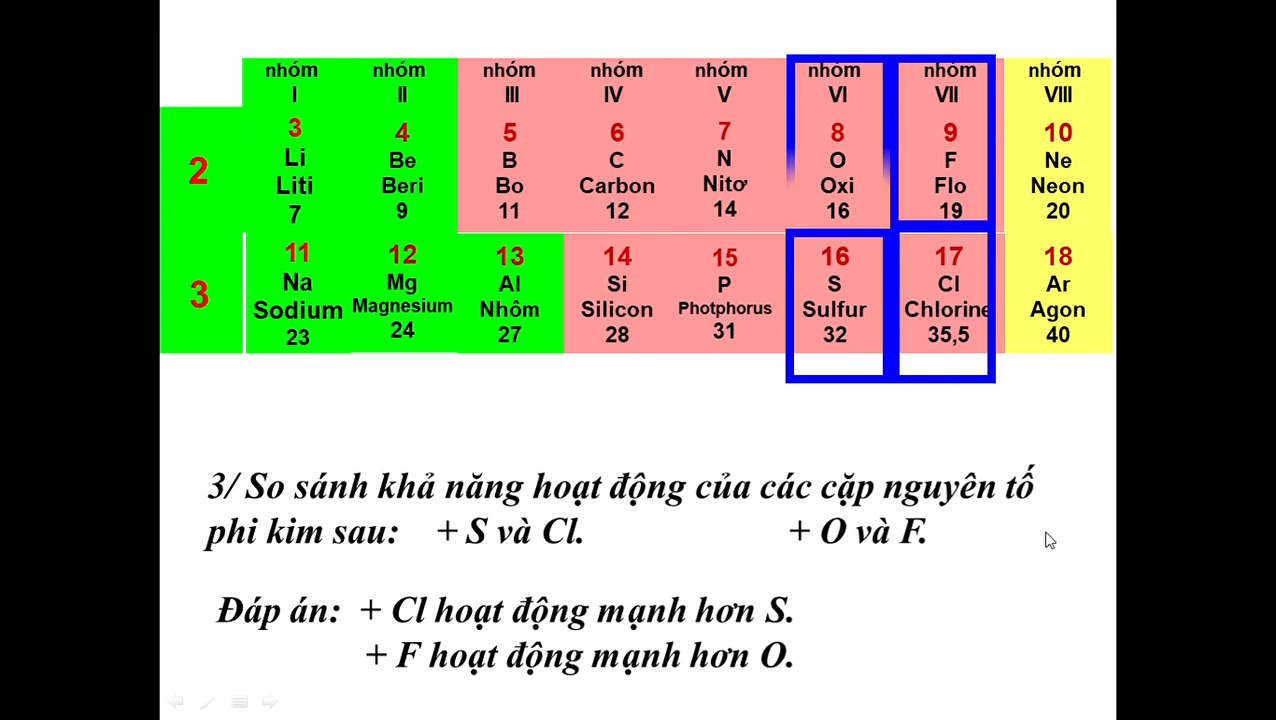 nhóm nhóm nhóm nhóm nhóm nhóm nhóm nhóm
I II III IV V VI VII VIII
2
3 4 5 6 7 8 9 10
Li Be B C N O F Ne
Liti Beri Bo Carbon Nitơ Oxi Flo Neon
7 9 11 12 14 16 19 20
3
11 12 13 14 15 16 17 18
Na Mg Al Si P S Cl Ar
Sodium Magnesium Nhôm Silicon Photphorus Sulfur Chlorine Agon
23 24 27 28 31 32 35,5 40
3/ So sánh khả năng hoạt động của các cặp nguyên tố
phi kim sau: + S và Cl. + O và F.
Đáp án: + Cl hoạt động mạnh hơn S.
+ F hoạt động mạnh hơn O.